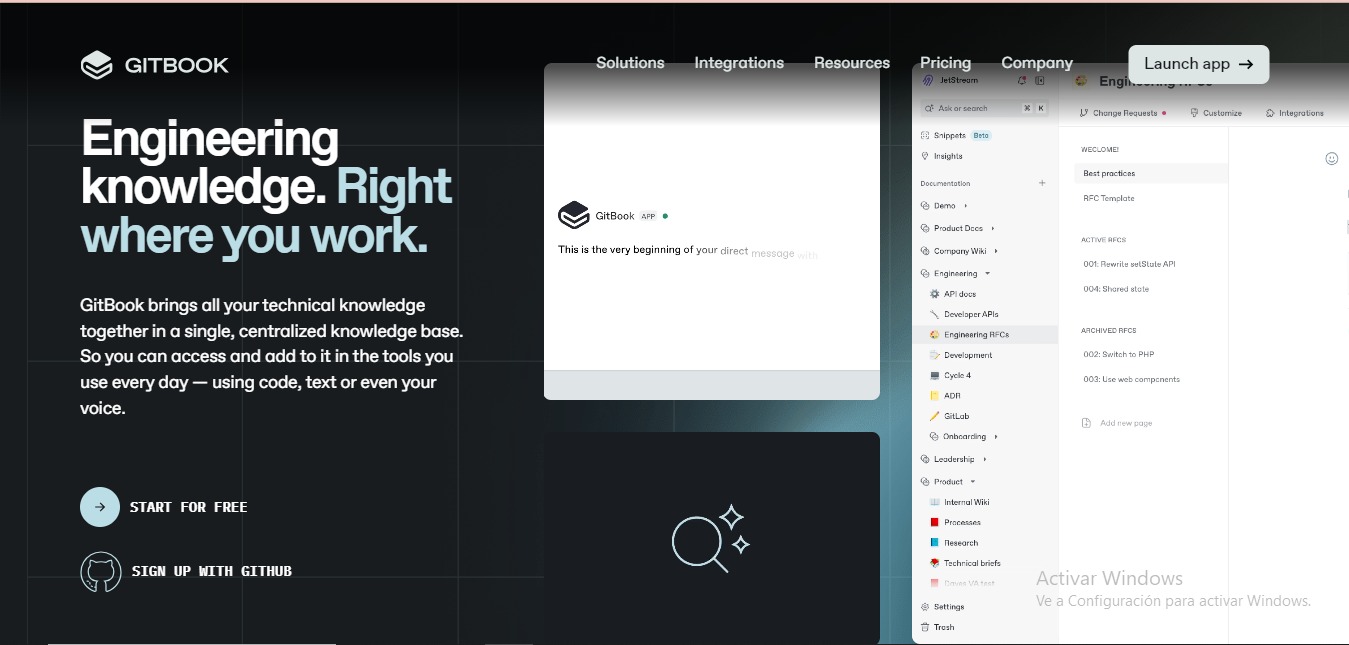 GITBOOK
Solutions
Integrations
Resources
Pricing
Company
Launch app
Engineering
knowledge. Right
where you work.
GitBook brings all your technical knowledge
together in a single, centralized knowledge base.
So you can access and add to it in the tools you
use every day — using code, text or even your
voice.
START FOR FREE
SIGN UP WITH GITHUB
GitBook APP
This is the very beginning of your direct message with
JetStream
Ask or search ⌘ K
Snippets Beta
Insights
Documentation
Demo
Product Docs
Company Wiki
Engineering
API docs
Developer APIs
Engineering RFCs
Development
Cycle 4
ADR
GitLab
Onboarding
Leadership
Product
Internal Wiki
Processes
Research
Technical briefs
Daves VA test
Settings
Trash
Engineering RFCs
Change Requests
Customize
Integrations
WECLOME!
Best practices
RFC Template
ACTIVE RFCS
001: Rewrite setState API
004: Shared state
ARCHIVED RFCS
002: Switch to PHP
003: Use web components
Add new page
Activar Windows
Ve a Configuración para activar Windows.